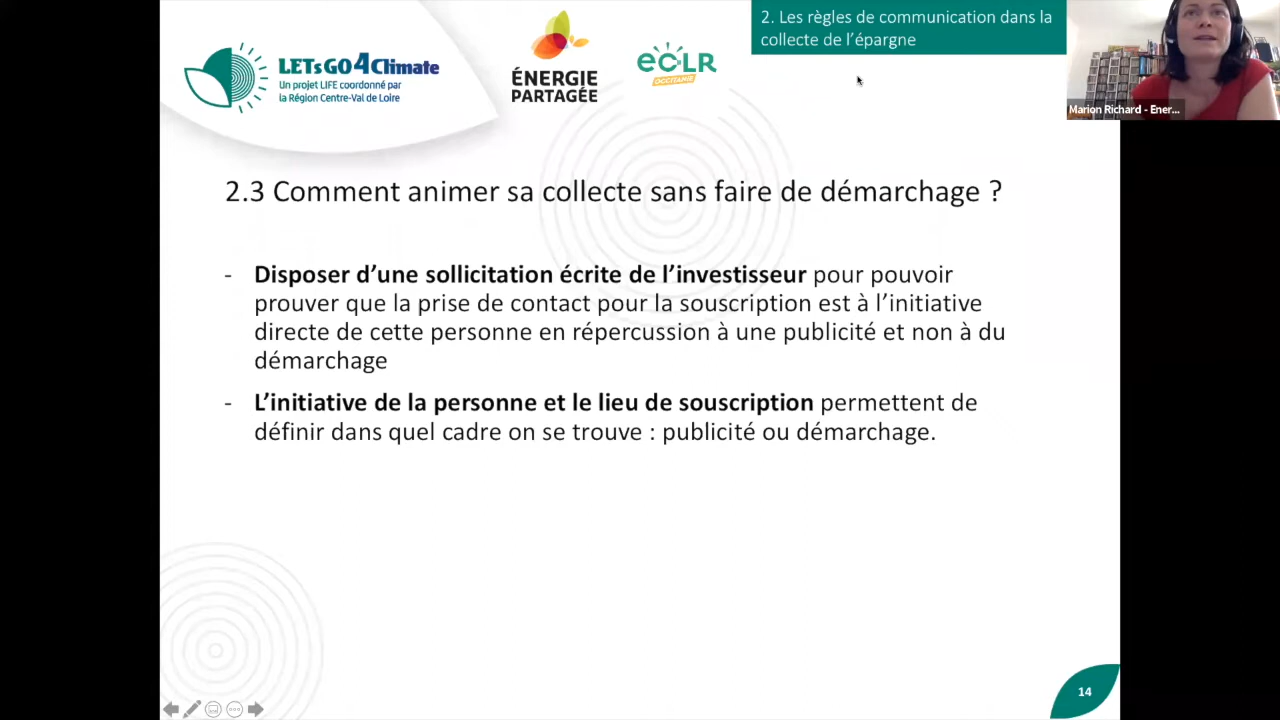 2. Les règles de communication dans la
collecte de l'épargne
LETsGO4Climate
Un projet LIFE coordonné par
la Région Centre-Val de Loire
ÉNERGIE
PARTAGÉE
ECLR
OCCITANIE
Marion Richard - Ener...
2.3 Comment animer sa collecte sans faire de démarchage ?
- Disposer d'une sollicitation écrite de l'investisseur pour pouvoir
prouver que la prise de contact pour la souscription est à l'initiative
directe de cette personne en répercussion à une publicité et non à du
démarchage
- L'initiative de la personne et le lieu de souscription permettent de
définir dans quel cadre on se trouve : publicité ou démarchage.
14